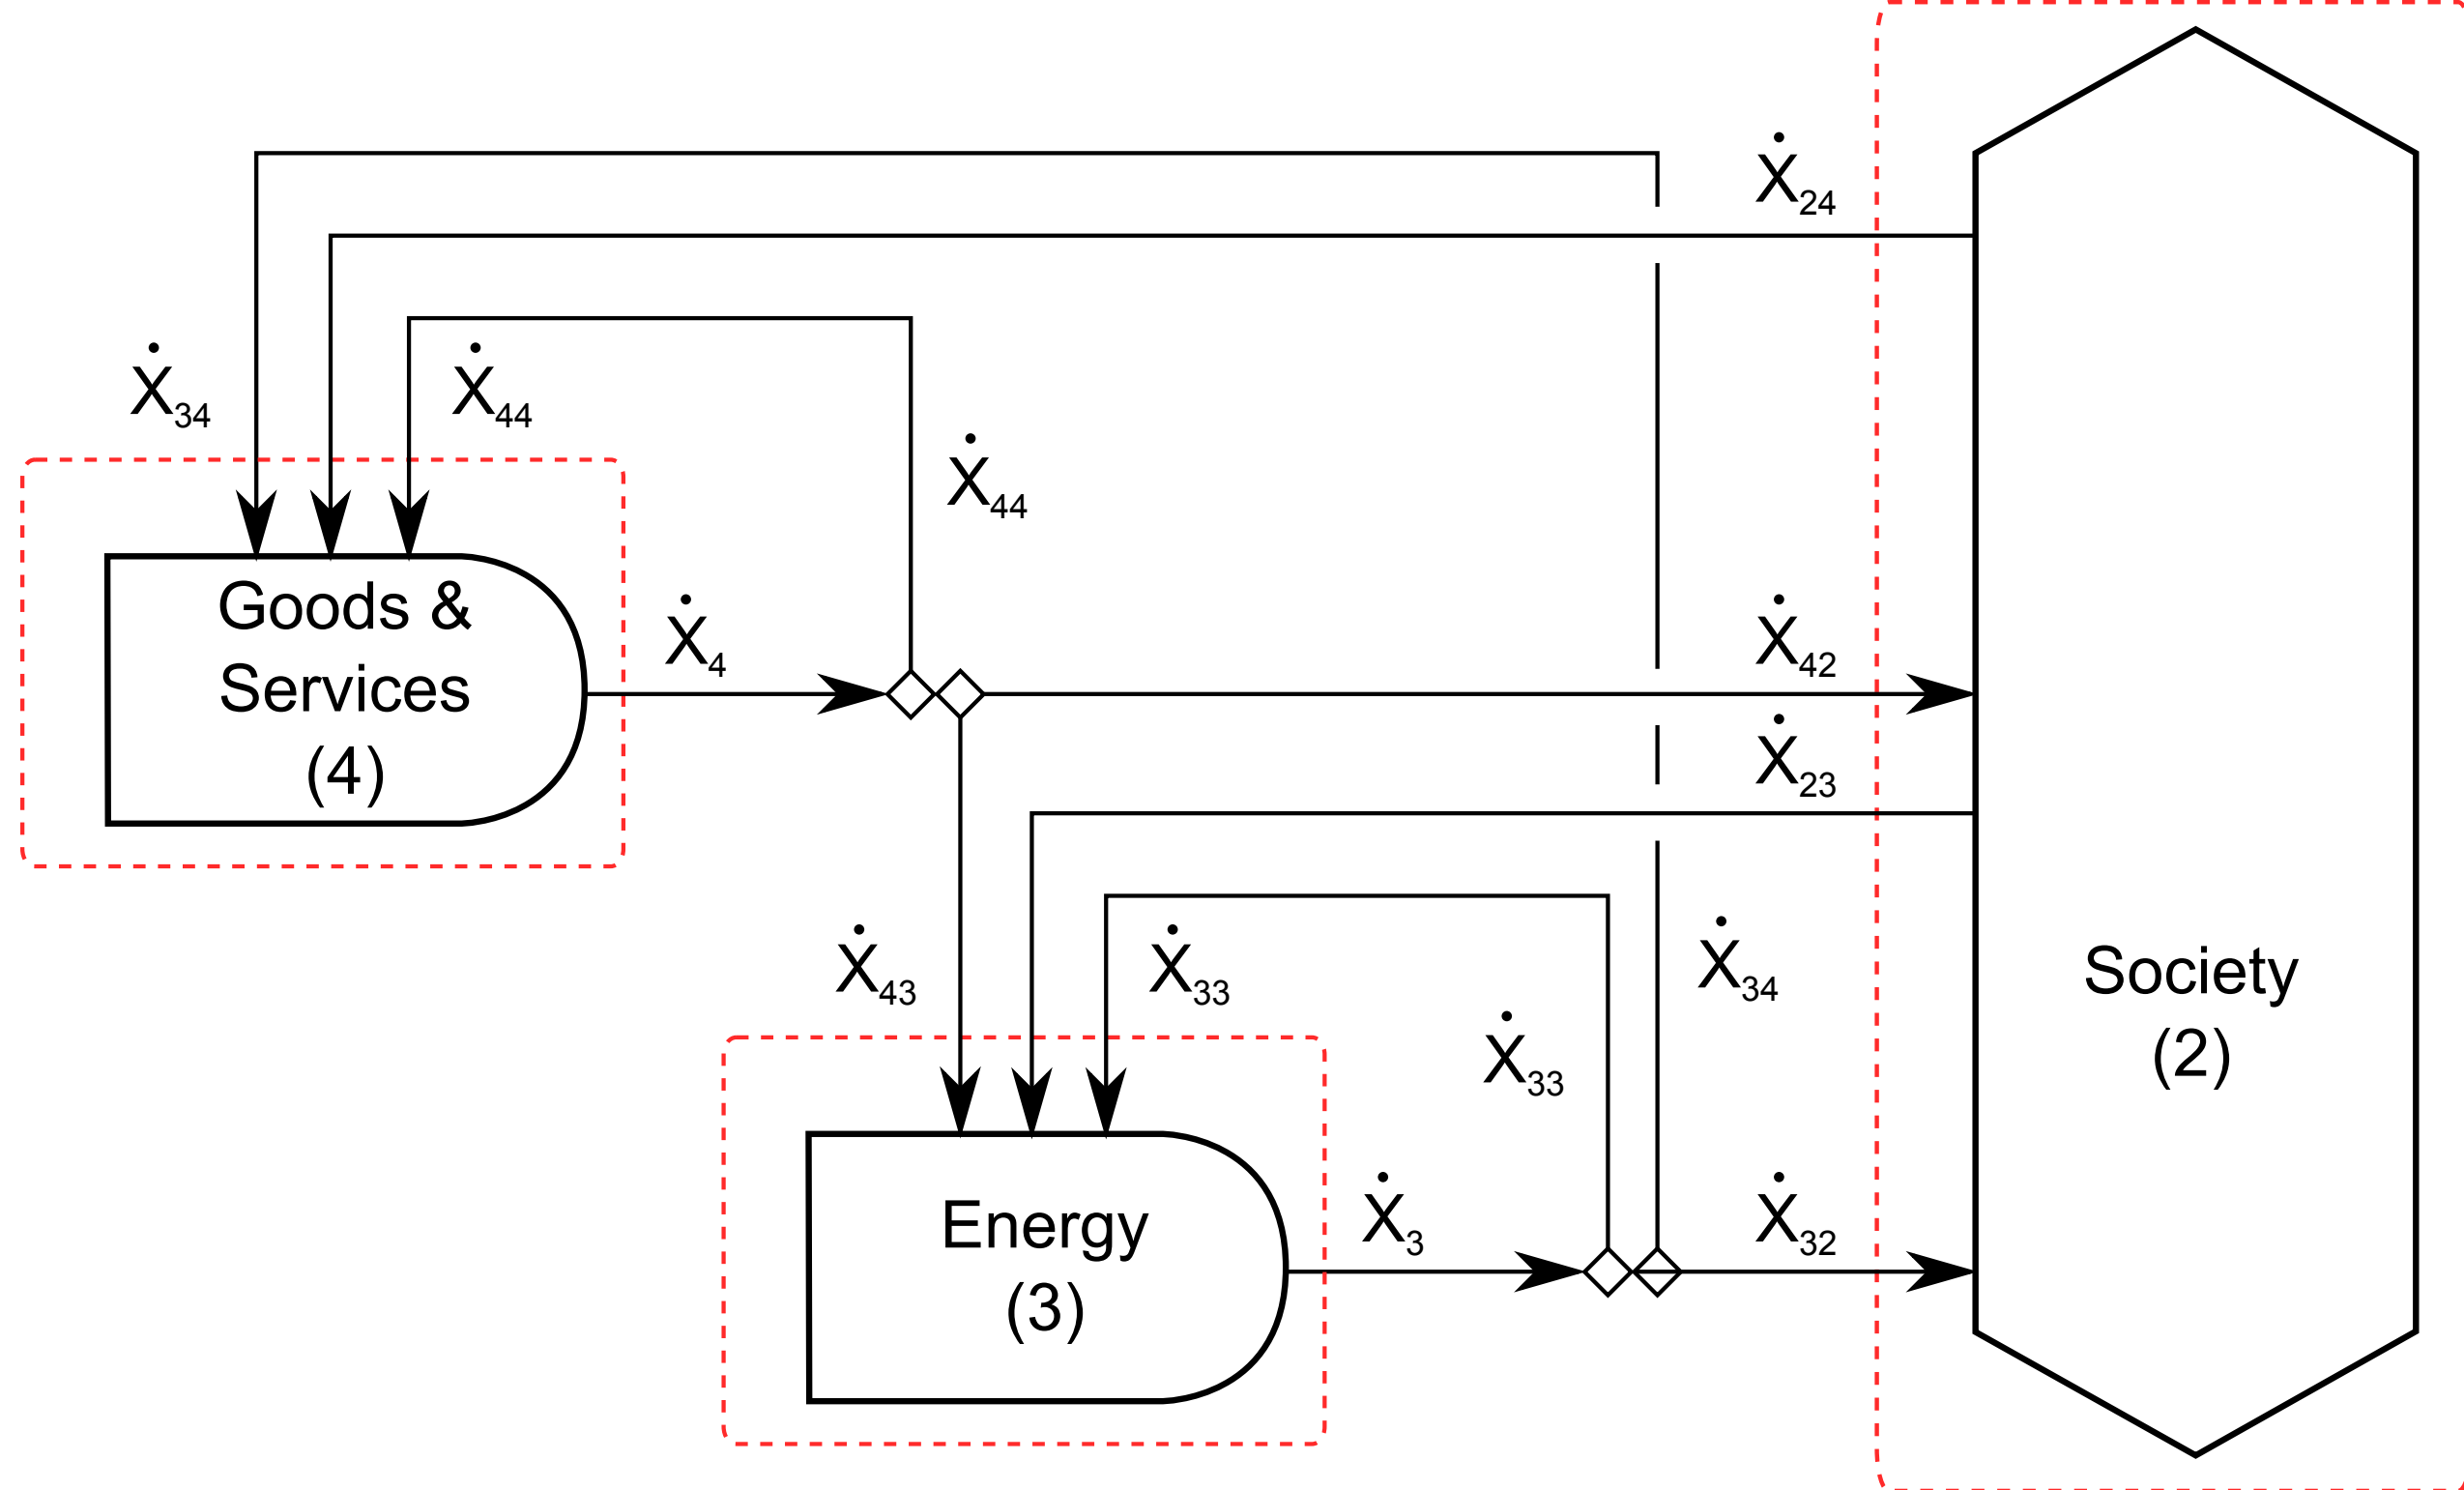 Ẋ24
Ẋ34
Ẋ44
Ẋ44
Goods &
Services
(4)
Ẋ4
Ẋ42
Ẋ23
Ẋ43
Ẋ33
Ẋ34
Ẋ33
Society
(2)
Energy
(3)
Ẋ3
Ẋ32